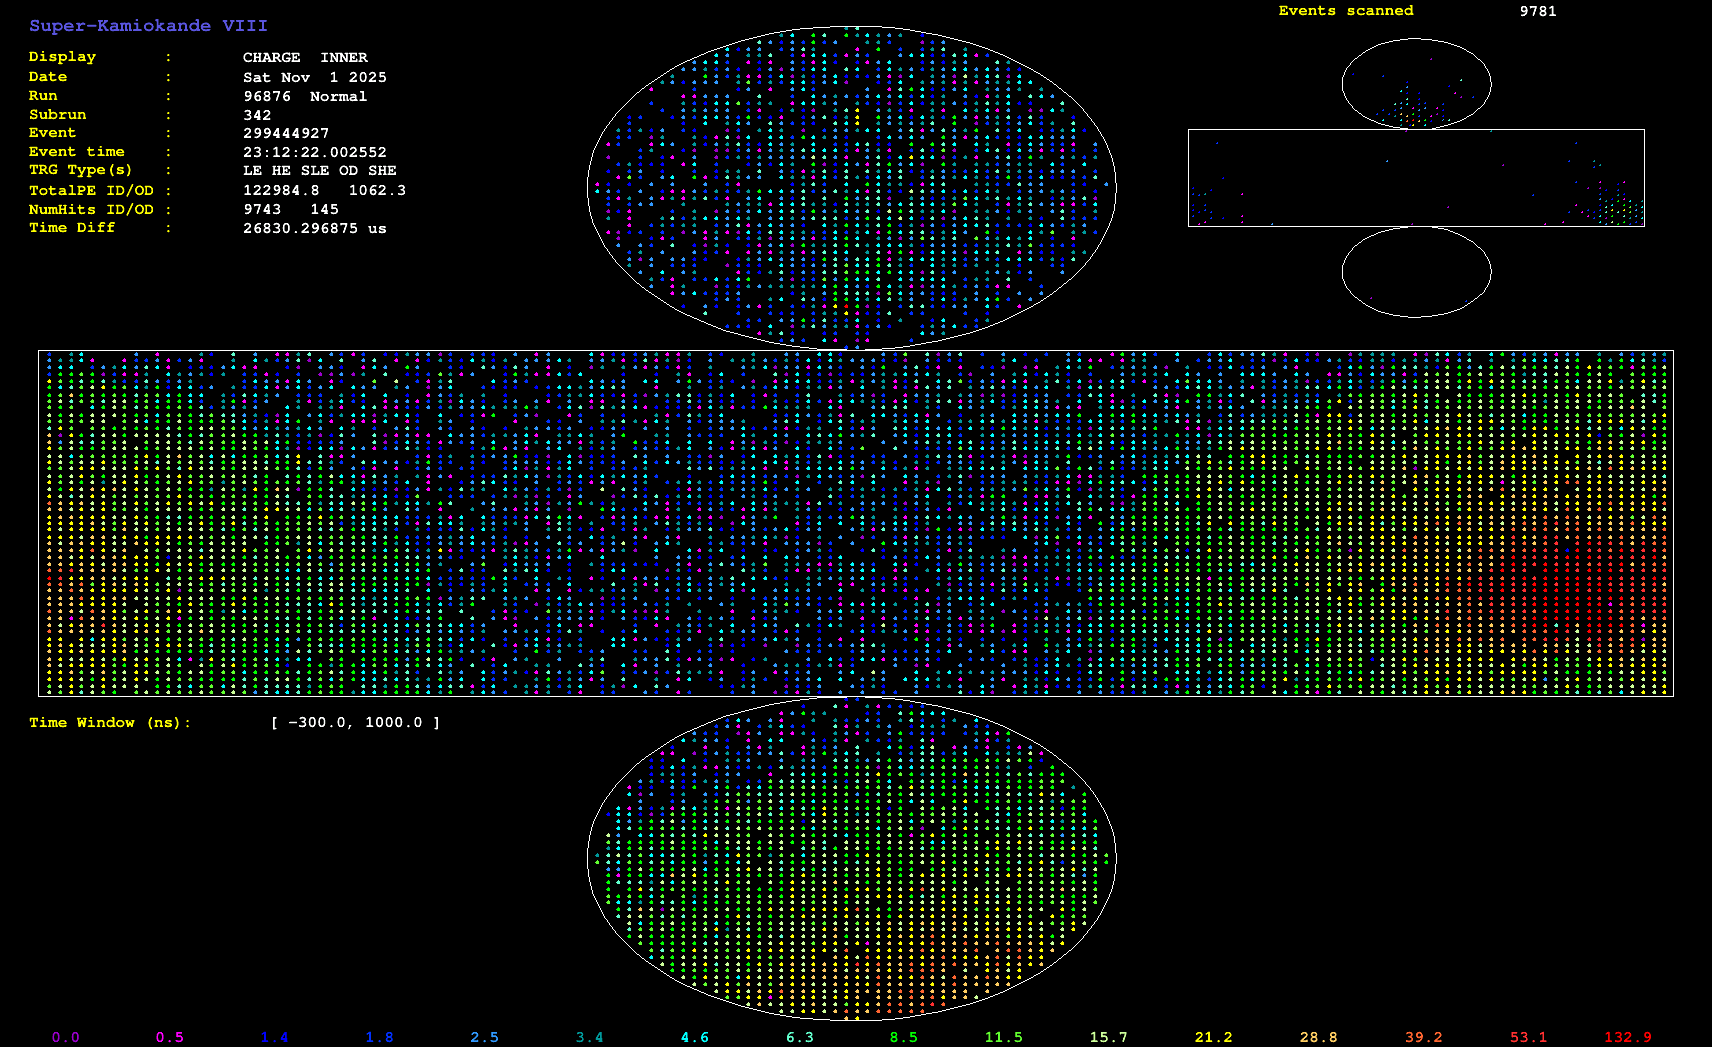 Super-Kamiokande VIII
Events scanned 9781
Display : CHARGE INNER
Date : Sat Nov 1 2025
Run : 96876 Normal
Subrun : 342
Event : 299444927
Event time : 23:12:22.002552
TRG Type(s) : LE HE SLE OD SHE
TotalPE ID/OD : 122984.8 1062.3
NumHits ID/OD : 9743 145
Time Diff : 26830.296875 us
Time Window (ns): [ -300.0, 1000.0 ]
0.0 0.5 1.4 1.8 2.5 3.4 4.6 6.3 8.5 11.5 15.7 21.2 28.8 39.2 53.1 132.9